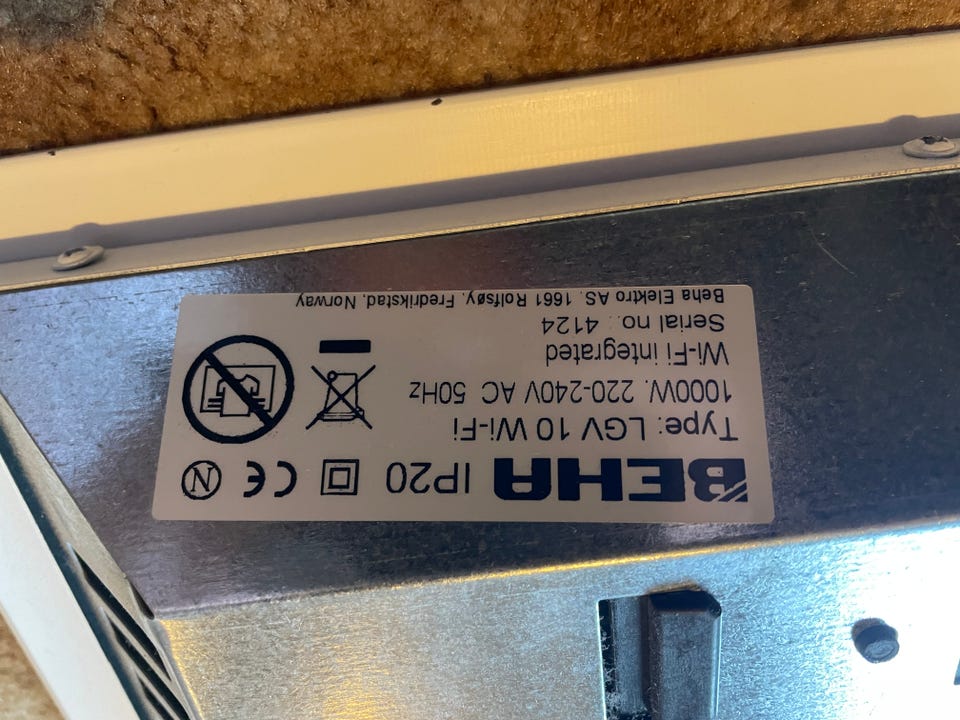 BEHA IP20 CE N
Type: LGV 10 Wi-Fi
1000W. 220-240V AC 50Hz
Wi-Fi integrated
Serial no.: 4124
Beha Elektro AS. 1661 Rolfsøy. Fredrikstad. Norway